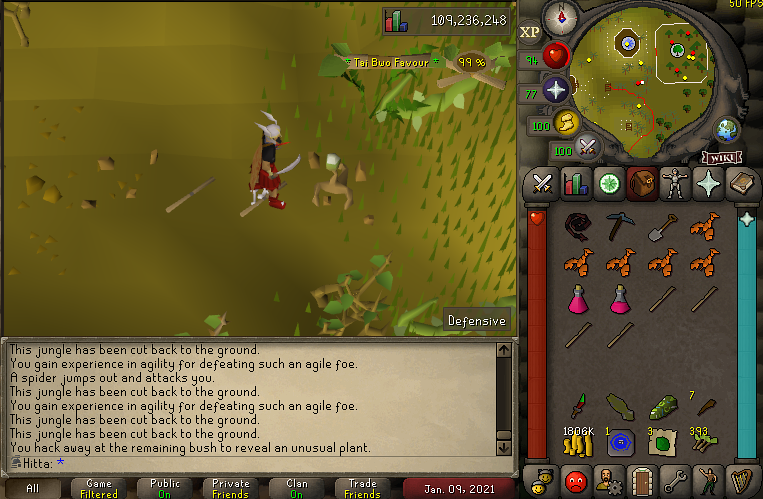 50 FPS
109,236,248
XP
* Tai Bwo Favour *
99 %
94
77
100
100
WIKI
Defensive
This jungle has been cut back to the ground.
You gain experience in agility for defeating such an agile foe.
A spider jumps out and attacks you.
This jungle has been cut back to the ground.
You gain experience in agility for defeating such an agile foe.
This jungle has been cut back to the ground.
This jungle has been cut back to the ground.
You hack away at the remaining bush to reveal an unusual plant.
Hitta: *
7
1806K
1
3
393
All
Game
Filtered
Public
On
Private
Friends
Clan
On
Trade
Friends
Jan. 09, 2021